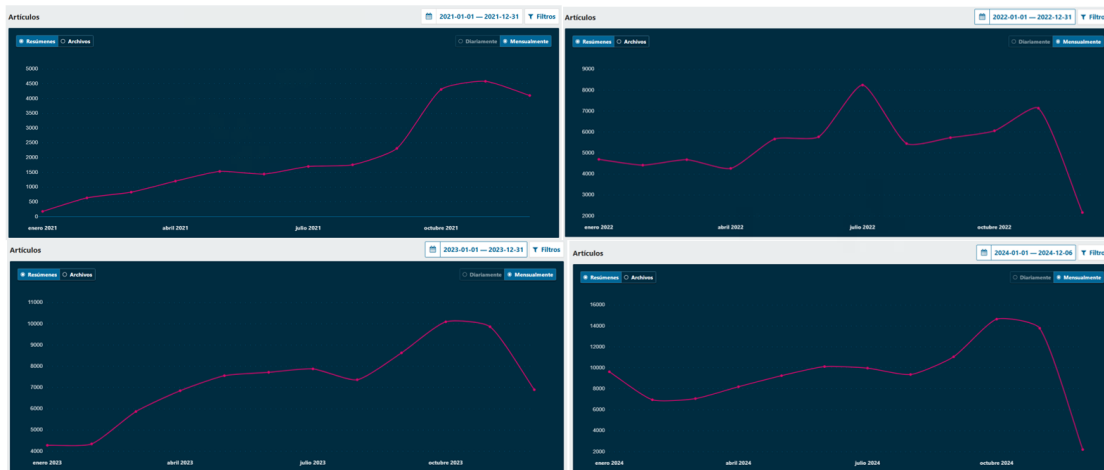 Artículos
2021-01-01 — 2021-12-31 Filtros
Resúmenes Archivos
Diariamente Mensualmente
5000
4500
4000
3500
3000
2500
2000
1500
1000
500
0
enero 2021 abril 2021 julio 2021 octubre 2021
Artículos
2022-01-01 — 2022-12-31 Filtros
Resúmenes Archivos
Diariamente Mensualmente
9000
8000
7000
6000
5000
4000
3000
2000
enero 2022 abril 2022 julio 2022 octubre 2022
Artículos
2023-01-01 — 2023-12-31 Filtros
Resúmenes Archivos
Diariamente Mensualmente
11000
10000
9000
8000
7000
6000
5000
4000
enero 2023 abril 2023 julio 2023 octubre 2023
Artículos
2024-01-01 — 2024-12-06 Filtro
Resúmenes Archivos
Diariamente Mensualmente
16000
14000
12000
10000
8000
6000
4000
2000
enero 2024 abril 2024 julio 2024 octubre 2024